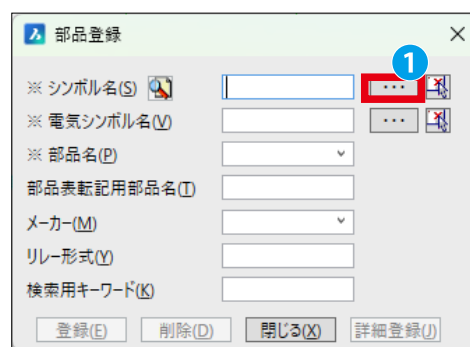 部品登録
1
※ シンボル名(S) ...
※ 電気シンボル名(V) ...
※ 部品名(P)
部品表転記用部品名(T)
メーカー(M)
リレー形式(Y)
検索用キーワード(K)
登録(E) 削除(D) 閉じる(X) 詳細登録(J)